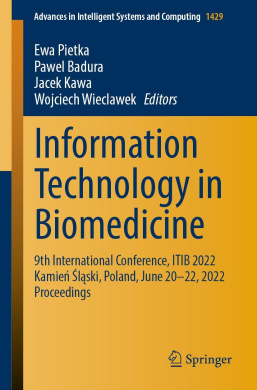 Advances in Intelligent Systems and Computing 1429
Ewa Pietka
Pawel Badura
Jacek Kawa
Wojciech Wieclawek Editors
Information
Technology in
Biomedicine
9th International Conference, ITIB 2022
Kamień Śląski, Poland, June 20–22, 2022
Proceedings
Springer